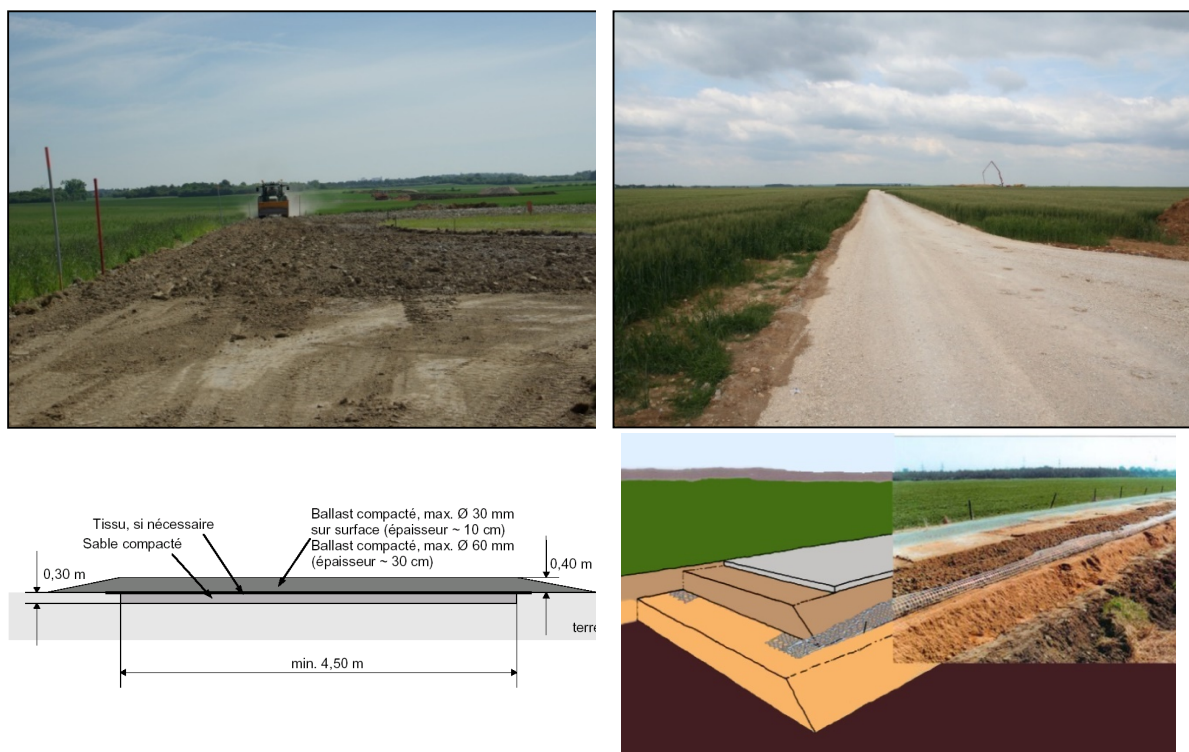 Tissu, si nécessaire
Sable compacté
Ballast compacté, max. Ø 30 mm
sur surface (épaisseur ~ 10 cm)
Ballast compacté, max. Ø 60 mm
(épaisseur ~ 30 cm)
0,30 m
0,40 m
terre
min. 4,50 m